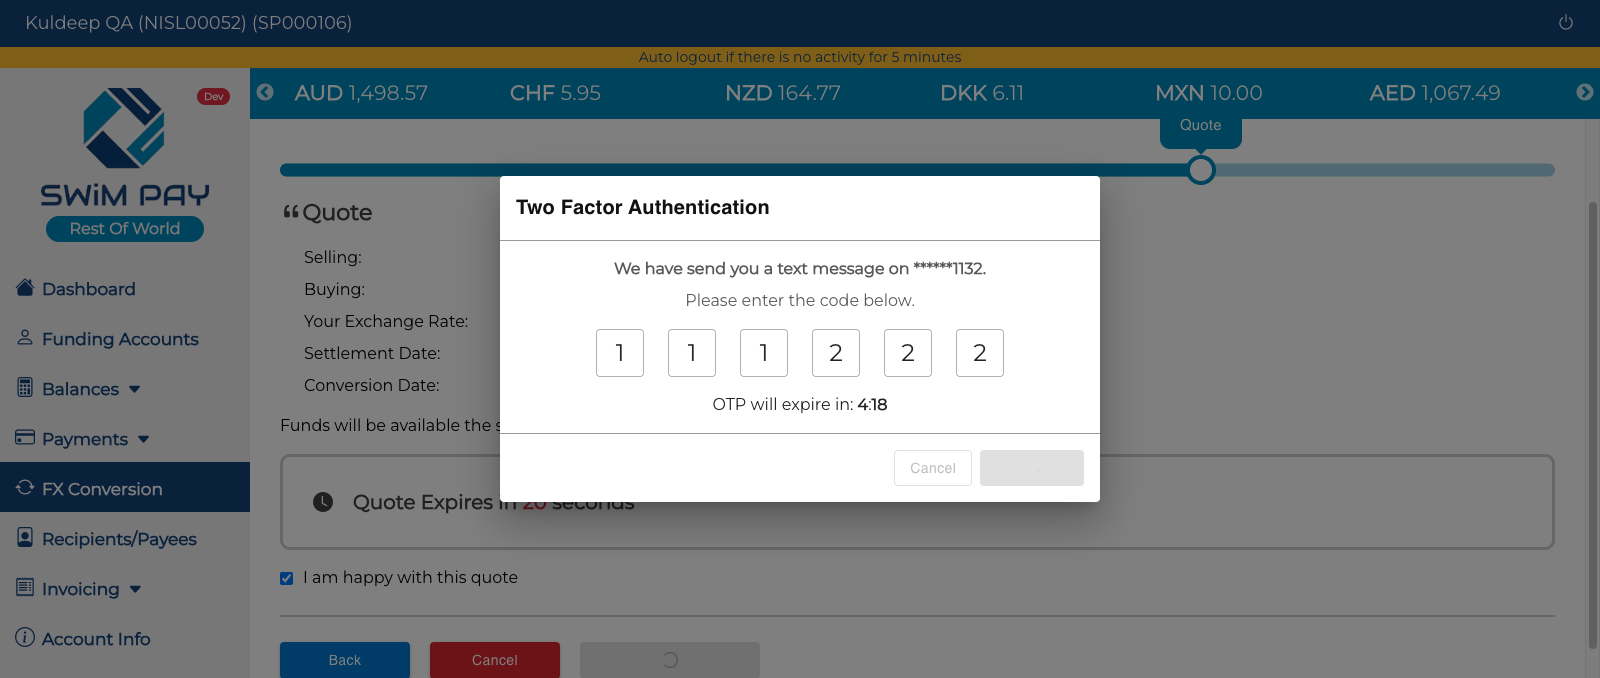 Kuldeep QA (NISL00052) (SP000106)
Auto logout if there is no activity for 5 minutes
Dev
AUD 1,498.57 CHF 5.95 NZD 164.77 DKK 6.11 MXN 10.00 AED 1,067.49
Quote
SWiM PAY
Rest Of World
Dashboard
Funding Accounts
Balances
Payments
FX Conversion
Recipients/Payees
Invoicing
Account Info
“Quote
Selling:
Buying:
Your Exchange Rate:
Settlement Date:
Conversion Date:
Funds will be available the s
Quote Expires in 20 seconds
I am happy with this quote
Back
Cancel
Two Factor Authentication
We have send you a text message on ******1132.
Please enter the code below.
1 1 1 2 2 2
OTP will expire in: 4:18
Cancel